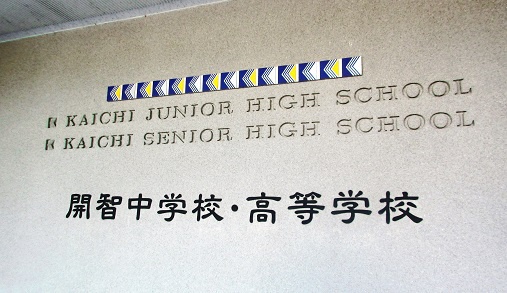 KAICHI JUNIOR HIGH SCHOOL
KAICHI SENIOR HIGH SCHOOL
開智中学校・高等学校